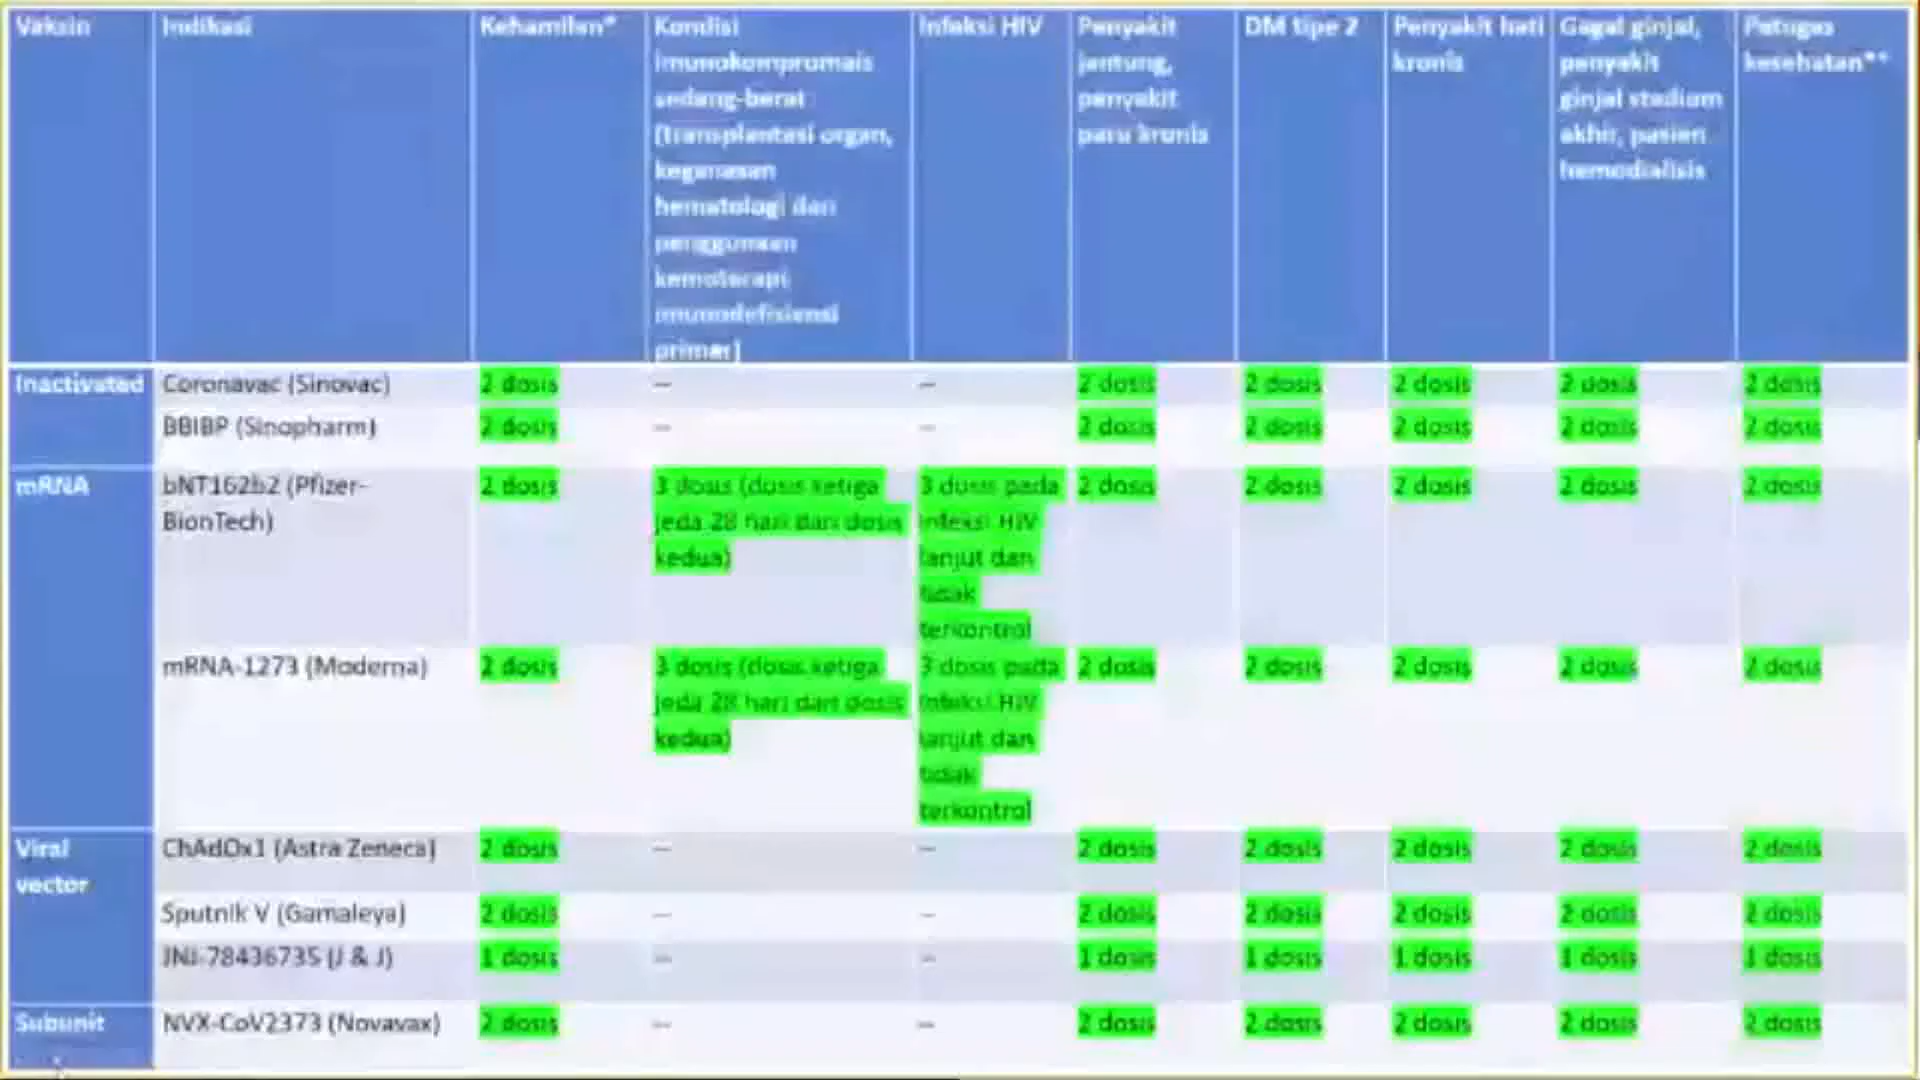 Vaksin
Indikasi
Kehamilan*
Kondisi
imunokompromais
sedang-berat
(transplantasi organ,
keganasan
hematologi dan
penggunaan
kemoterapi
imunodefisiensi
primer)
Infeksi HIV
Penyakit
jantung,
penyakit
paru kronis
DM tipe 2
Penyakit hati
kronis
Gagal ginjal,
penyakit
ginjal stadium
akhir, pasien
hemodialisis
Petugas
kesehatan**
Inactivated
Coronavac (Sinovac)
2 dosis
--
--
2 dosis
2 dosis
2 dosis
2 dosis
2 dosis
BBIBP (Sinopharm)
2 dosis
--
--
2 dosis
2 dosis
2 dosis
2 dosis
2 dosis
mRNA
bNT162b2 (Pfizer-
BionTech)
2 dosis
3 dosis (dosis ketiga
jeda 28 hari dari dosis
kedua)
3 dosis pada
infeksi HIV
lanjut dan
tidak
terkontrol
2 dosis
2 dosis
2 dosis
2 dosis
2 dosis
mRNA-1273 (Moderna)
2 dosis
3 dosis (dosis ketiga
jeda 28 hari dari dosis
kedua)
3 dosis pada
infeksi HIV
lanjut dan
tidak
terkontrol
2 dosis
2 dosis
2 dosis
2 dosis
2 dosis
Viral
vector
ChAdOx1 (Astra Zeneca)
2 dosis
--
--
2 dosis
2 dosis
2 dosis
2 dosis
2 dosis
Sputnik V (Gamaleya)
2 dosis
--
--
2 dosis
2 dosis
2 dosis
2 dosis
2 dosis
JNJ-78436735 (J & J)
1 dosis
--
--
1 dosis
1 dosis
1 dosis
1 dosis
1 dosis
Subunit
NVX-CoV2373 (Novavax)
2 dosis
--
--
2 dosis
2 dosis
2 dosis
2 dosis
2 dosis